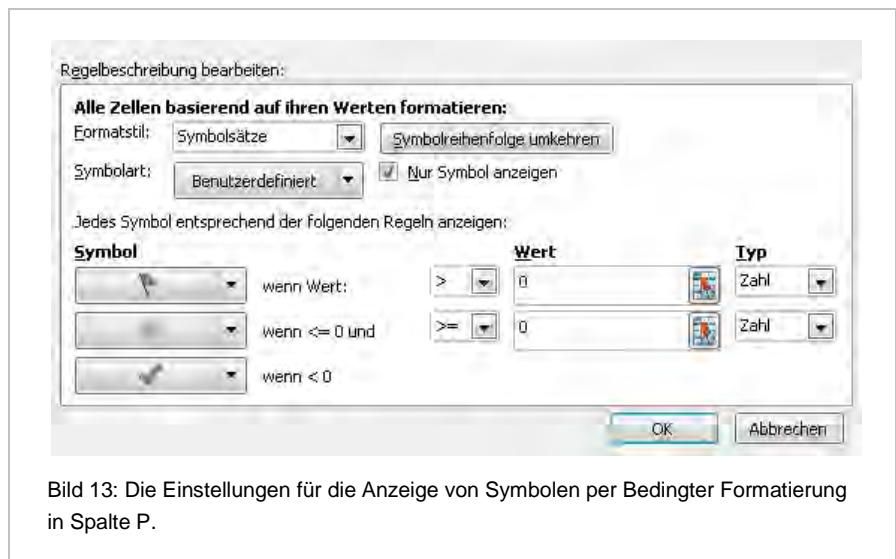 Regelbeschreibung bearbeiten:
Alle Zellen basierend auf ihren Werten formatieren:
Formatstil: Symbolsätze Symbolreihenfolge umkehren
Symbolart: Benutzerdefiniert Nur Symbol anzeigen
Jedes Symbol entsprechend der folgenden Regeln anzeigen:
Symbol Wert Typ
wenn Wert: > 0 Zahl
wenn <= 0 und >= 0 Zahl
wenn < 0
OK Abbrechen
Bild 13: Die Einstellungen für die Anzeige von Symbolen per Bedingter Formatierung
in Spalte P.